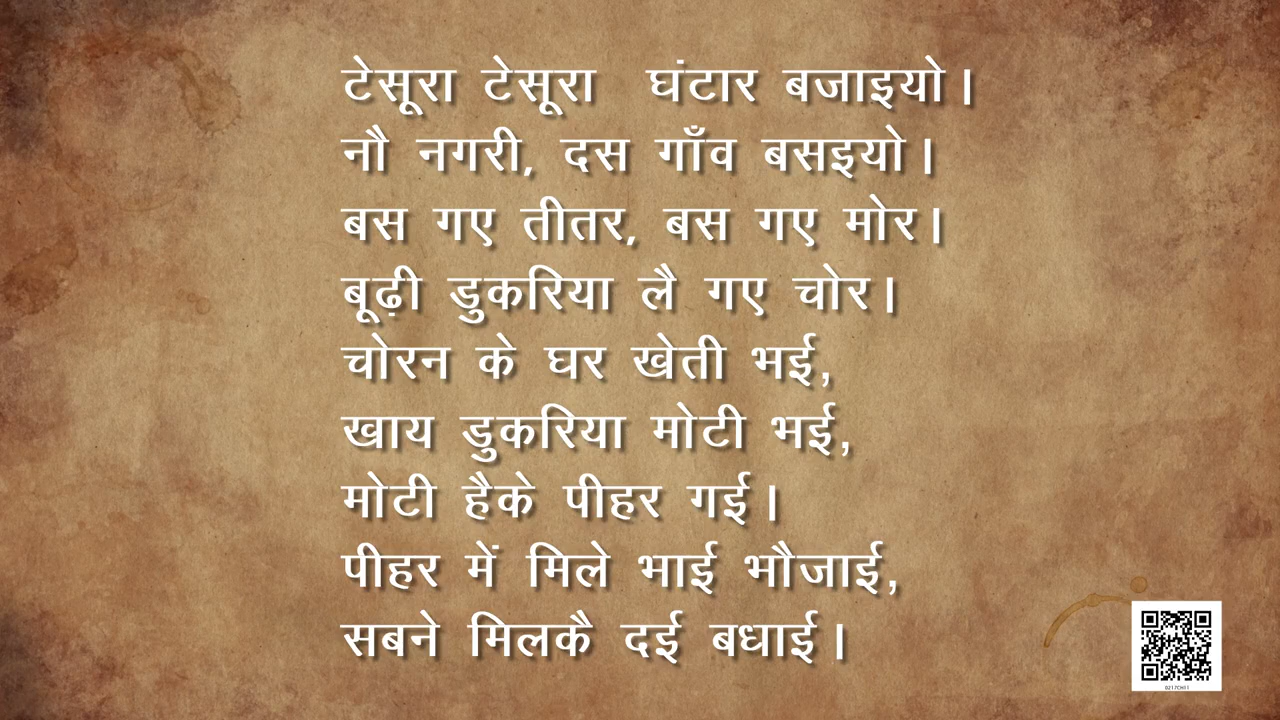 टेसूरा टेसूरा घंटार बजाइयो।
नौ नगरी, दस गाँव बसइयो।
बस गए तीतर, बस गए मोर।
बूढ़ी डुकरिया लै गए चोर।
चोरन के घर खेती भई,
खाय डुकरिया मोटी भई,
मोटी हैके पीहर गई।
पीहर में मिले भाई भौजाई,
सबने मिलकै दई बधाई।
0217CH11